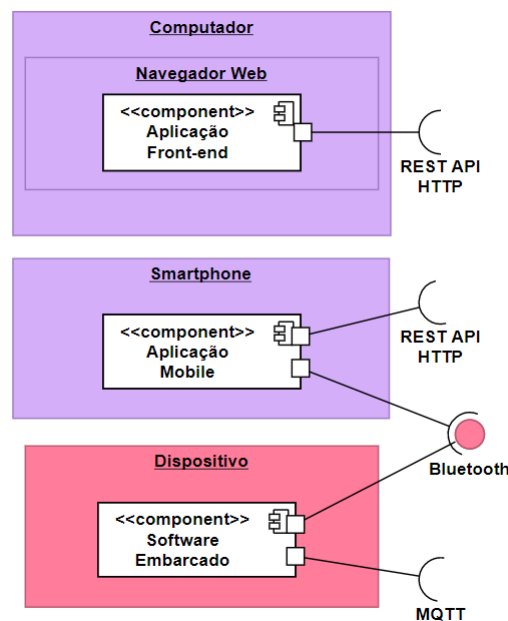 Computador
Navegador Web
<<component>>
Aplicação
Front-end
REST API
HTTP
Smartphone
<<component>>
Aplicação
Mobile
REST API
HTTP
Bluetooth
Dispositivo
<<component>>
Software
Embarcado
MQTT